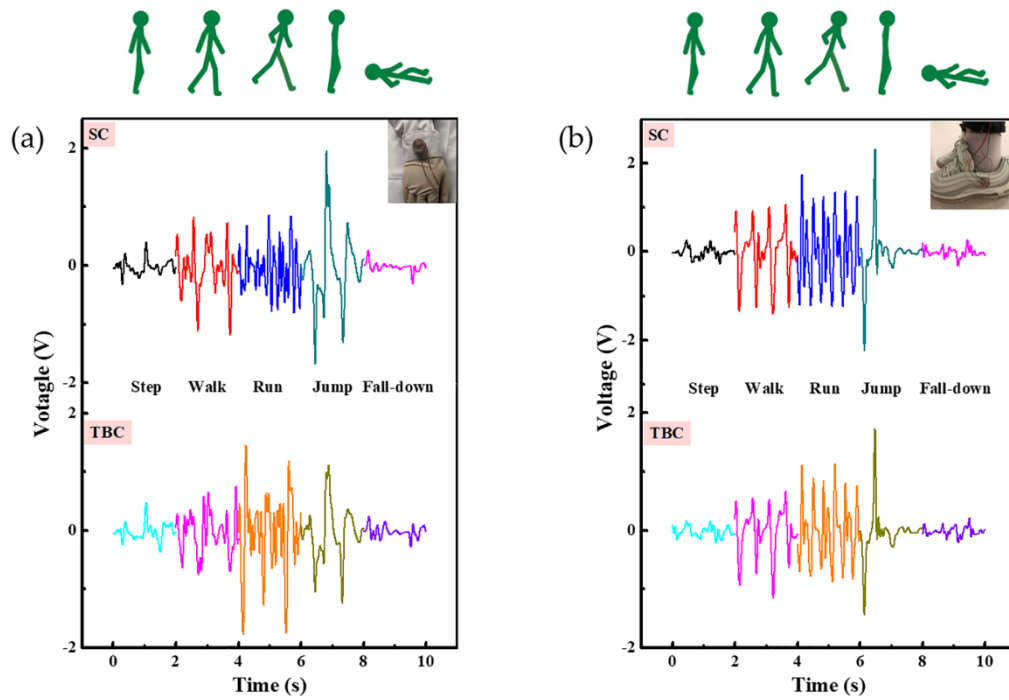 (a)
SC
2
0
-2
Step Walk Run Jump Fall-down
2
TBC
0
-2
Votagle (V)
0 2 4 6 8 10
Time (s)
(b)
SC
2
0
-2
Step Walk Run Jump Fall-down
2
TBC
0
-2
Voltage (V)
0 2 4 6 8 10
Time (s)